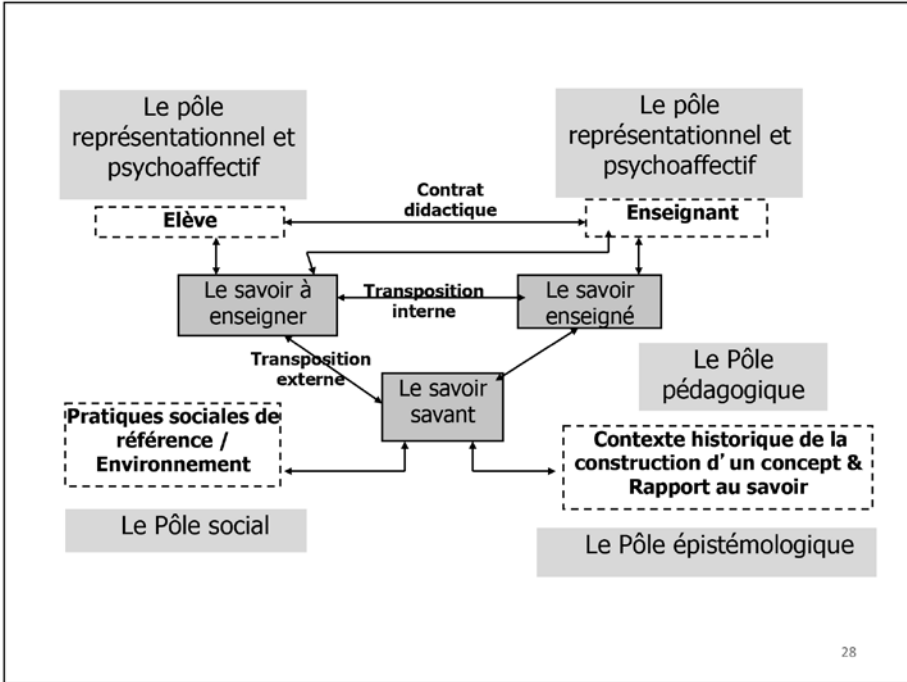 Le pôle
représentationnel et
psychoaffectif
Le pôle
représentationnel et
psychoaffectif
Contrat
didactique
Elève
Enseignant
Le savoir à
enseigner
Transposition
interne
Le savoir
enseigné
Transposition
externe
Le savoir
savant
Le Pôle
pédagogique
Pratiques sociales de
référence /
Environnement
Contexte historique de la
construction d' un concept &
Rapport au savoir
Le Pôle social
Le Pôle épistémologique
28